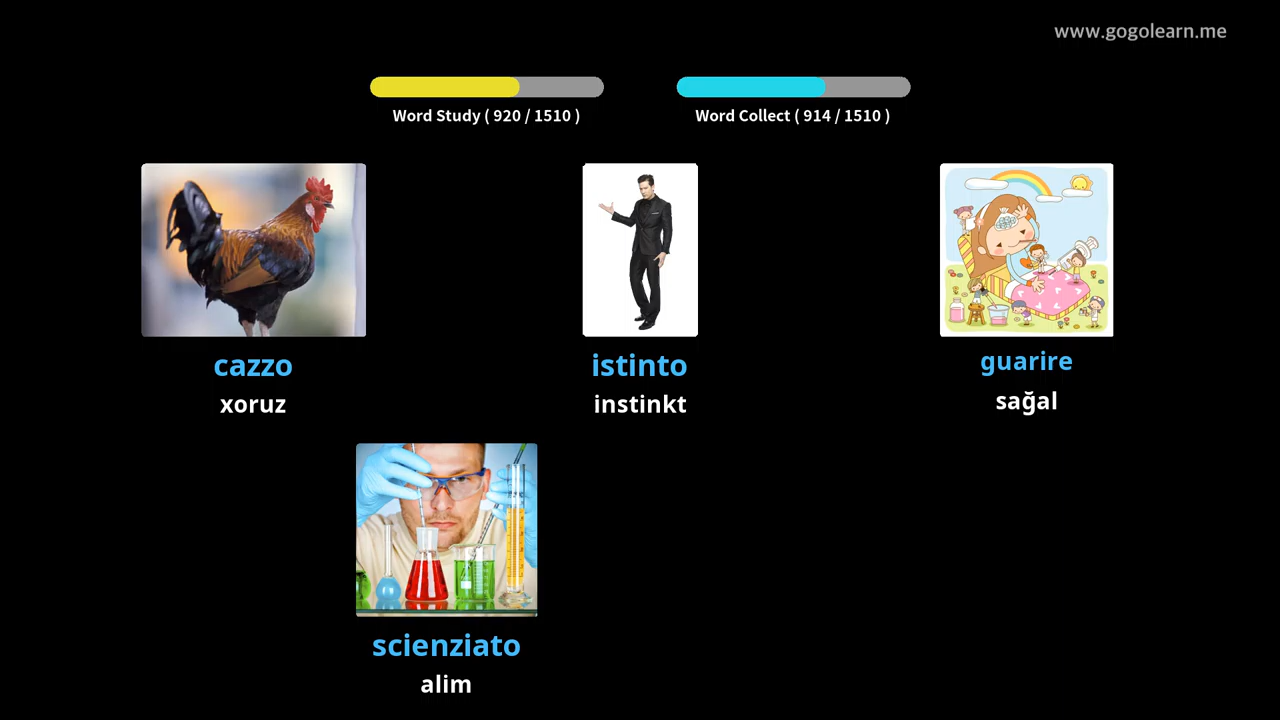 www.gogolearn.me
Word Study ( 920 / 1510 )
Word Collect ( 914 / 1510 )
cazzo
xoruz
istinto
instinkt
guarire
sağal
scienziato
alim